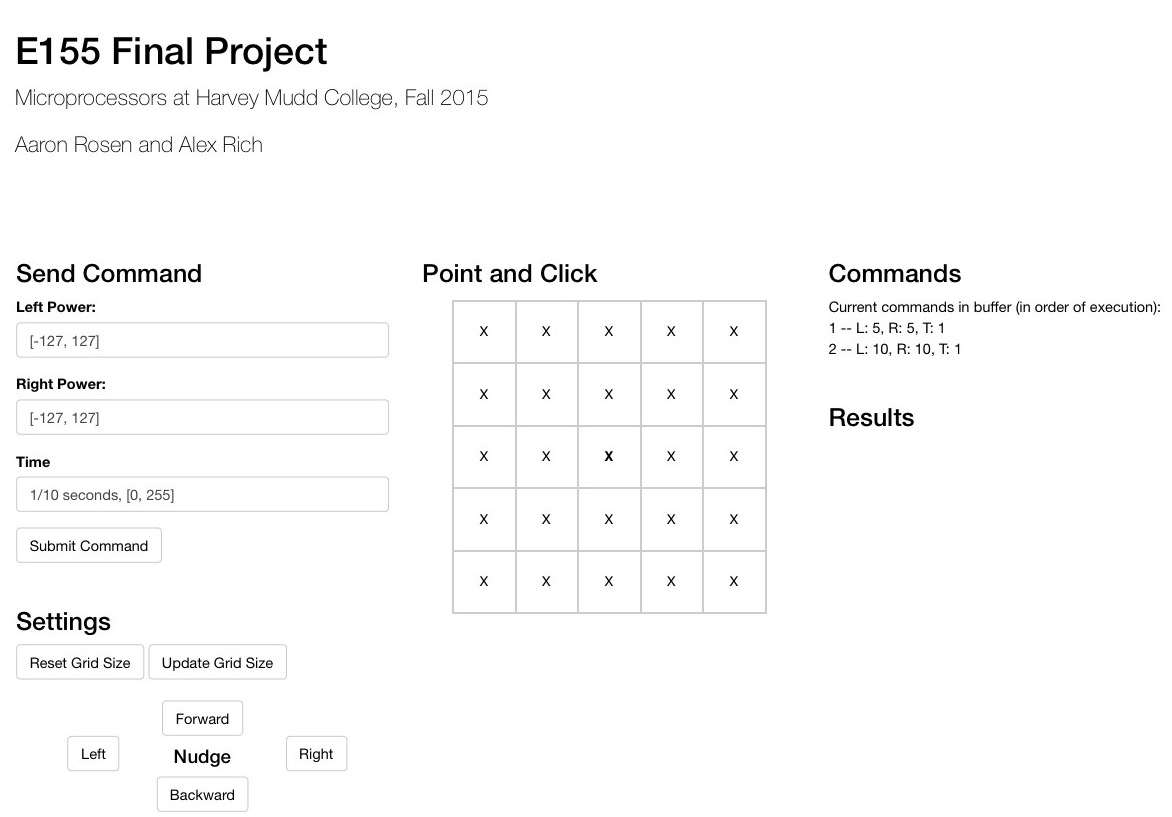 E155 Final Project
Microprocessors at Harvey Mudd College, Fall 2015
Aaron Rosen and Alex Rich
Send Command
Left Power:
[-127, 127]
Right Power:
[-127, 127]
Time
1/10 seconds, [0, 255]
Submit Command
Settings
Reset Grid Size Update Grid Size
Forward
Left Nudge Right
Backward
Point and Click
X X X X X
X X X X X
X X X X X
X X X X X
X X X X X
Commands
Current commands in buffer (in order of execution):
1 -- L: 5, R: 5, T: 1
2 -- L: 10, R: 10, T: 1
Results